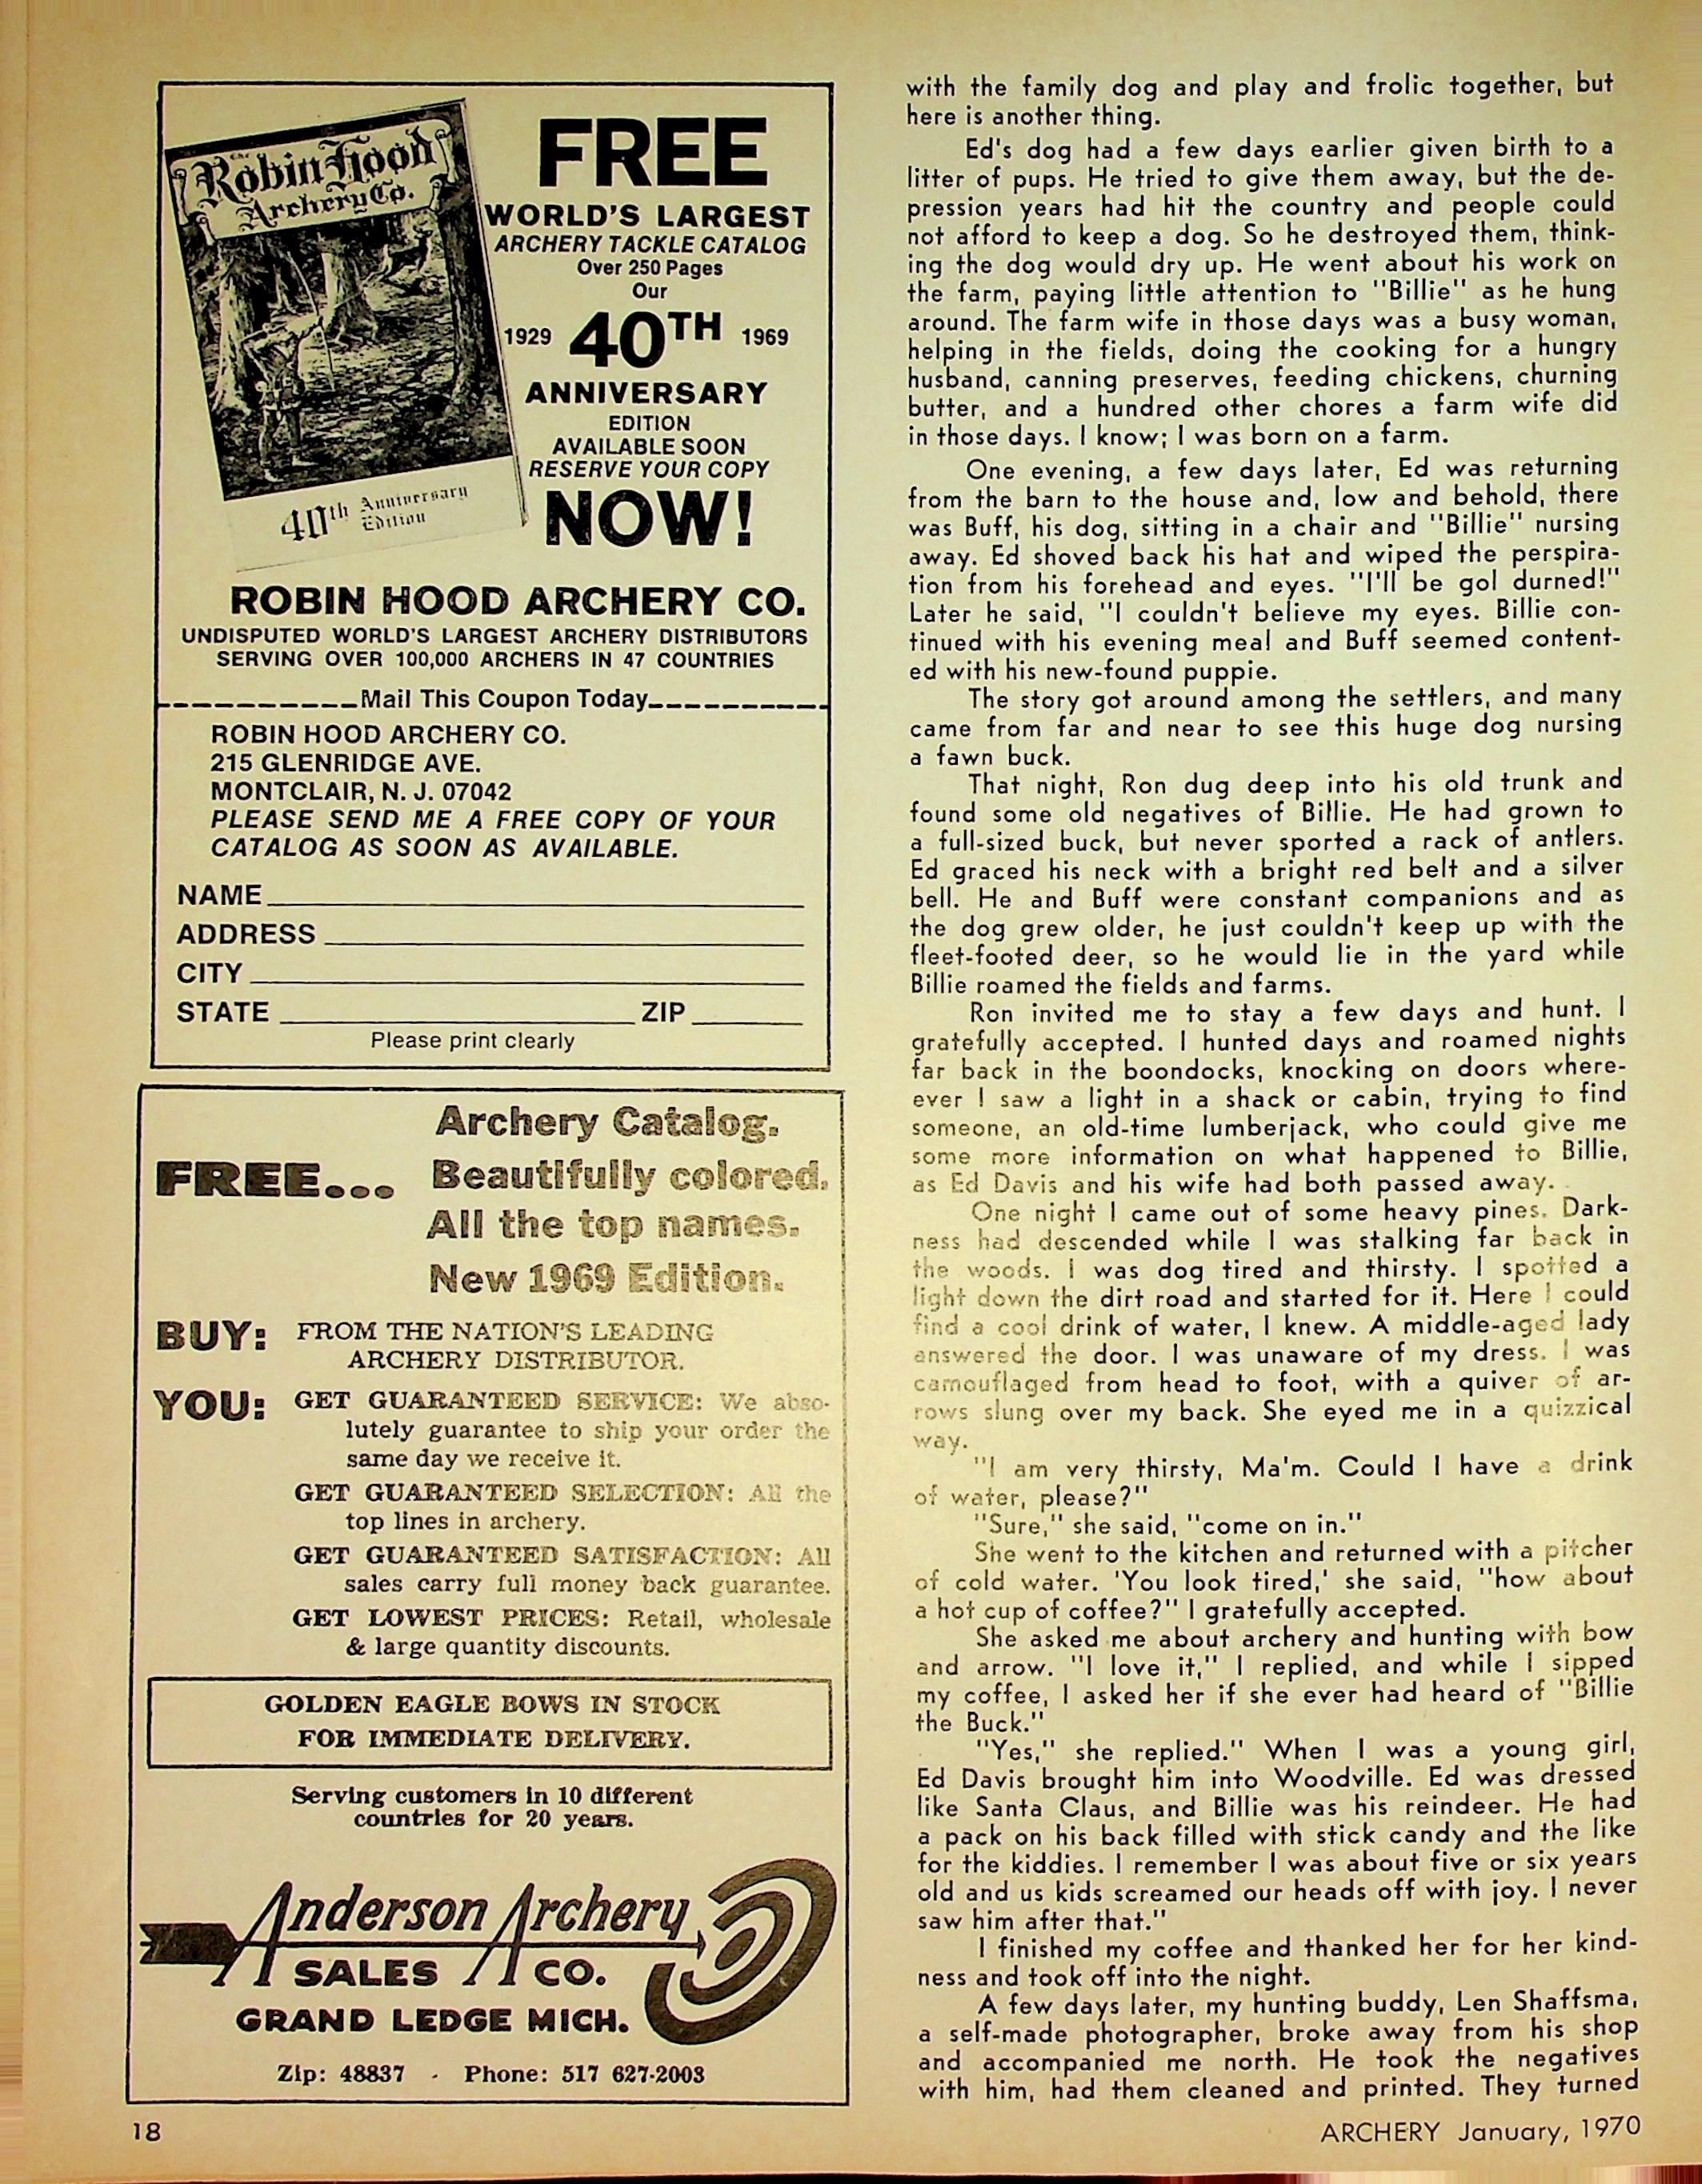 the
Robin Hood
Archery Co.
40th Anniversary
Edition
FREE
WORLD'S LARGEST
ARCHERY TACKLE CATALOG
Over 250 Pages
Our
1929 40TH 1969
ANNIVERSARY
EDITION
AVAILABLE SOON
RESERVE YOUR COPY
NOW!
ROBIN HOOD ARCHERY CO.
UNDISPUTED WORLD'S LARGEST ARCHERY DISTRIBUTORS
SERVING OVER 100,000 ARCHERS IN 47 COUNTRIES
Mail This Coupon Today
ROBIN HOOD ARCHERY CO.
215 GLENRIDGE AVE.
MONTCLAIR, N. J. 07042
PLEASE SEND ME A FREE COPY OF YOUR
CATALOG AS SOON AS AVAILABLE.
NAME
ADDRESS
CITY
STATE ZIP
Please print clearly
FREE...
Archery Catalog.
Beautifully colored.
All the top names.
New 1969 Edition.
BUY: FROM THE NATION'S LEADING
ARCHERY DISTRIBUTOR.
YOU: GET GUARANTEED SERVICE: We abso-
lutely guarantee to ship your order the
same day we receive it.
GET GUARANTEED SELECTION: All the
top lines in archery.
GET GUARANTEED SATISFACTION: All
sales carry full money back guarantee.
GET LOWEST PRICES: Retail, wholesale
& large quantity discounts.
GOLDEN EAGLE BOWS IN STOCK
FOR IMMEDIATE DELIVERY.
Serving customers in 10 different
countries for 20 years.
Anderson Archery
SALES CO.
GRAND LEDGE MICH.
Zip: 48837 - Phone: 517 627-2003
with the family dog and play and frolic together, but
here is another thing.
Ed's dog had a few days earlier given birth to a
litter of pups. He tried to give them away, but the de-
pression years had hit the country and people could
not afford to keep a dog. So he destroyed them, think-
ing the dog would dry up. He went about his work on
the farm, paying little attention to "Billie" as he hung
around. The farm wife in those days was a busy woman,
helping in the fields, doing the cooking for a hungry
husband, canning preserves, feeding chickens, churning
butter, and a hundred other chores a farm wife did
in those days. I know; I was born on a farm.
One evening, a few days later, Ed was returning
from the barn to the house and, low and behold, there
was Buff, his dog, sitting in a chair and "Billie" nursing
away. Ed shoved back his hat and wiped the perspira-
tion from his forehead and eyes. "I'll be gol durned!"
Later he said, "I couldn't believe my eyes. Billie con-
tinued with his evening meal and Buff seemed content-
ed with his new-found puppie.
The story got around among the settlers, and many
came from far and near to see this huge dog nursing
a fawn buck.
That night, Ron dug deep into his old trunk and
found some old negatives of Billie. He had grown to
a full-sized buck, but never sported a rack of antlers.
Ed graced his neck with a bright red belt and a silver
bell. He and Buff were constant companions and as
the dog grew older, he just couldn't keep up with the
fleet-footed deer, so he would lie in the yard while
Billie roamed the fields and farms.
Ron invited me to stay a few days and hunt. I
gratefully accepted. I hunted days and roamed nights
far back in the boondocks, knocking on doors where-
ever I saw a light in a shack or cabin, trying to find
someone, an old-time lumberjack, who could give me
some more information on what happened to Billie,
as Ed Davis and his wife had both passed away.
One night I came out of some heavy pines. Dark-
ness had descended while I was stalking far back in
the woods. I was dog tired and thirsty. I spotted a
light down the dirt road and started for it. Here I could
find a cool drink of water, I knew. A middle-aged lady
answered the door. I was unaware of my dress. I was
camouflaged from head to foot, with a quiver of ar-
rows slung over my back. She eyed me in a quizzical
way.
"I am very thirsty, Ma'm. Could I have a drink
of water, please?"
"Sure," she said, "come on in."
She went to the kitchen and returned with a pitcher
of cold water. 'You look tired,' she said, "how about
a hot cup of coffee?" I gratefully accepted.
She asked me about archery and hunting with bow
and arrow. "I love it," I replied, and while I sipped
my coffee, I asked her if she ever had heard of "Billie
the Buck."
"Yes," she replied." When I was a young girl,
Ed Davis brought him into Woodville. Ed was dressed
like Santa Claus, and Billie was his reindeer. He had
a pack on his back filled with stick candy and the like
for the kiddies. I remember I was about five or six years
old and us kids screamed our heads off with joy. I never
saw him after that."
I finished my coffee and thanked her for her kind-
ness and took off into the night.
A few days later, my hunting buddy, Len Shaffsma,
a self-made photographer, broke away from his shop
and accompanied me north. He took the negatives
with him, had them cleaned and printed. They turned
18
ARCHERY January, 1970